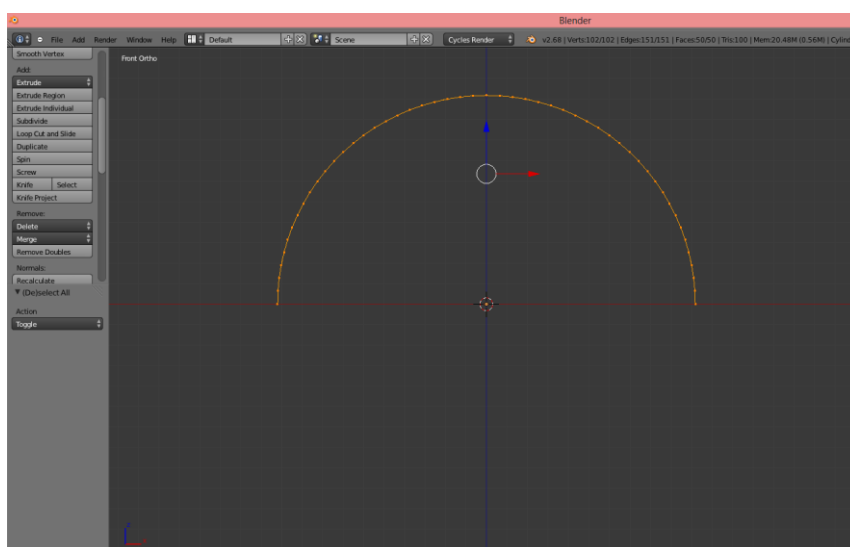 Blender
File Add Render Window Help Default Scene Cycles Render v2.68 | Verts:102/102 | Edges:151/151 | Faces:50/50 | Tris:100 | Mem:20.48M (0.56M) | Cyline
Smooth Vertex
Front Ortho
Add:
Extrude
Extrude Region
Extrude Individual
Subdivide
Loop Cut and Slide
Duplicate
Spin
Screw
Knife Select
Knife Project
Remove:
Delete
Merge
Remove Doubles
Normals:
Recalculate
(De)select All
Action
Toggle
z